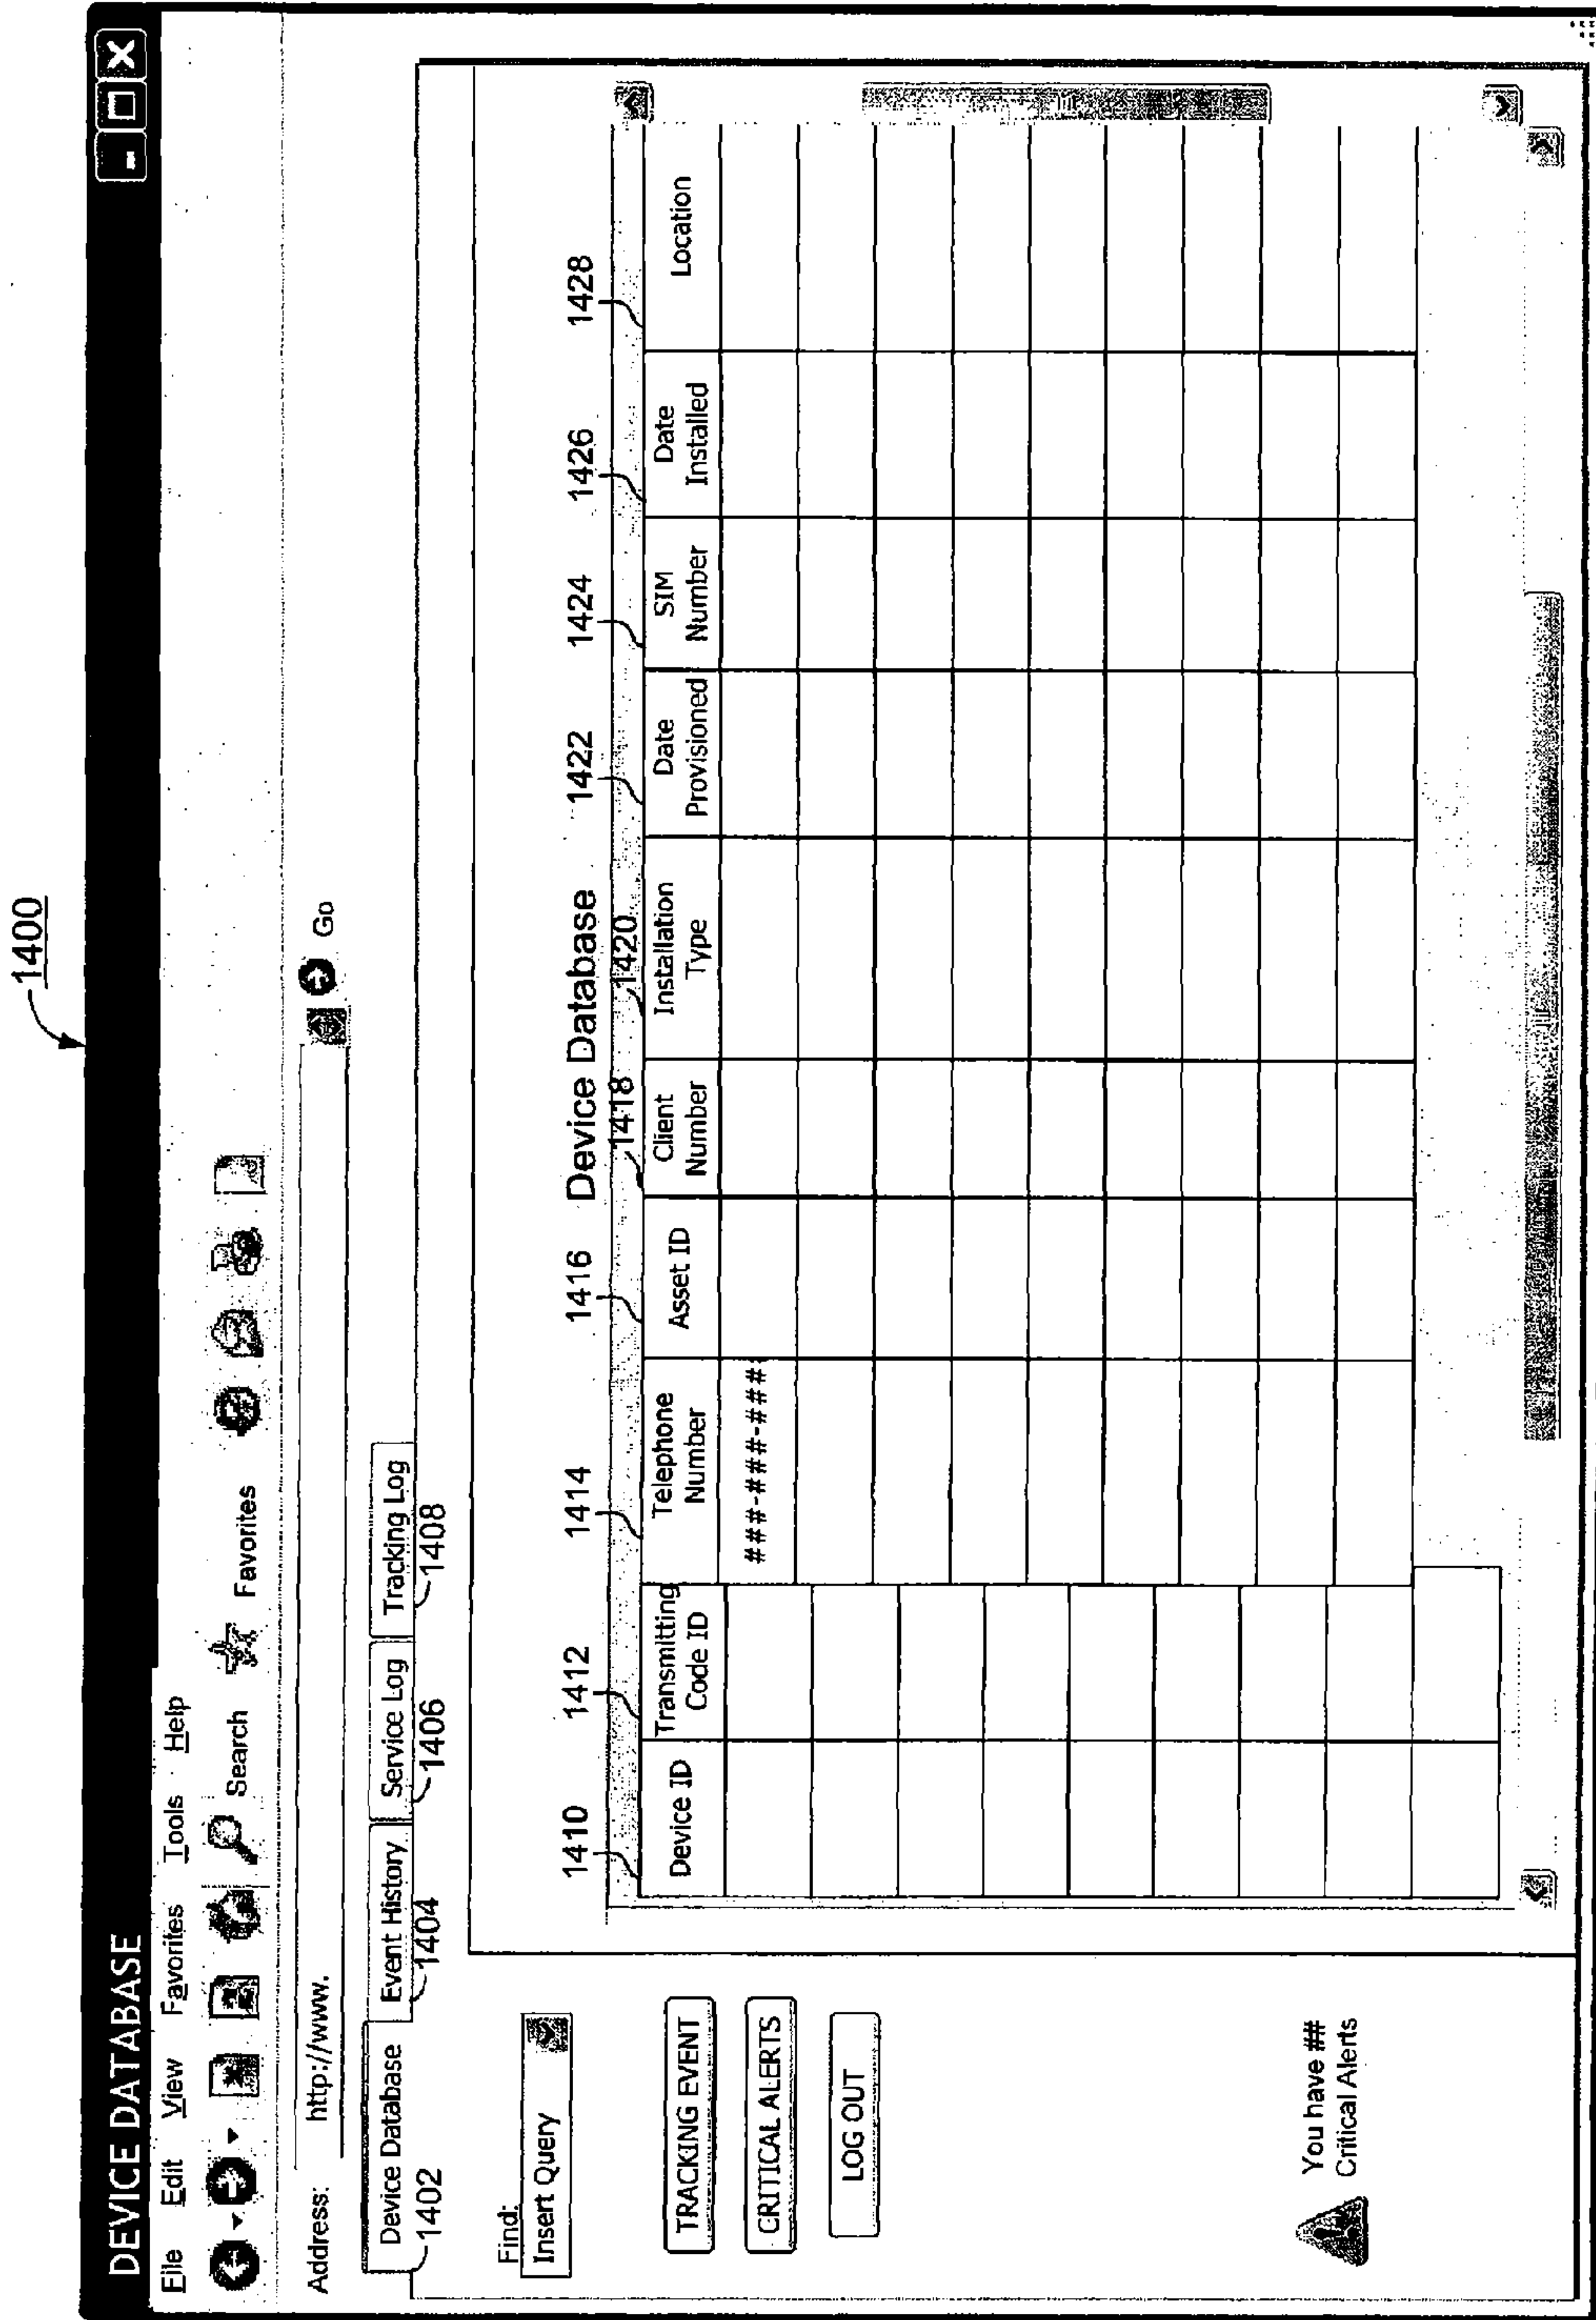 1400
DEVICE DATABASE
File Edit View Favorites Tools Help
Search Favorites
Address: http://www. Go
Device Database Event History Service Log Tracking Log
1402 1404 1406 1408
Find:
Insert Query
TRACKING EVENT
CRITICAL ALERTS
LOG OUT
You have ##
Critical Alerts
Device Database
1410 1412 1414 1416 1418 1420 1422 1424 1426 1428
Device ID Transmitting Code ID Telephone Number Asset ID Client Number Installation Type Date Provisioned SIM Number Date Installed Location
###-###-###